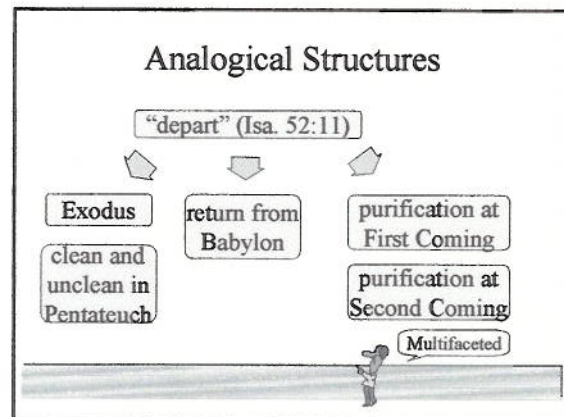 Analogical Structures
“depart” (Isa. 52:11)
Exodus
clean and
unclean in
Pentateuch
return from
Babylon
purification at
First Coming
purification at
Second Coming
Multifaceted